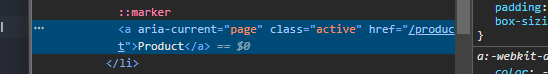 ::marker
··· <a aria-current="page" class="active" href="/produc
t">Product</a> == $0
</li>
padding:
box-sizi
}
a:-webkit-a
color: -